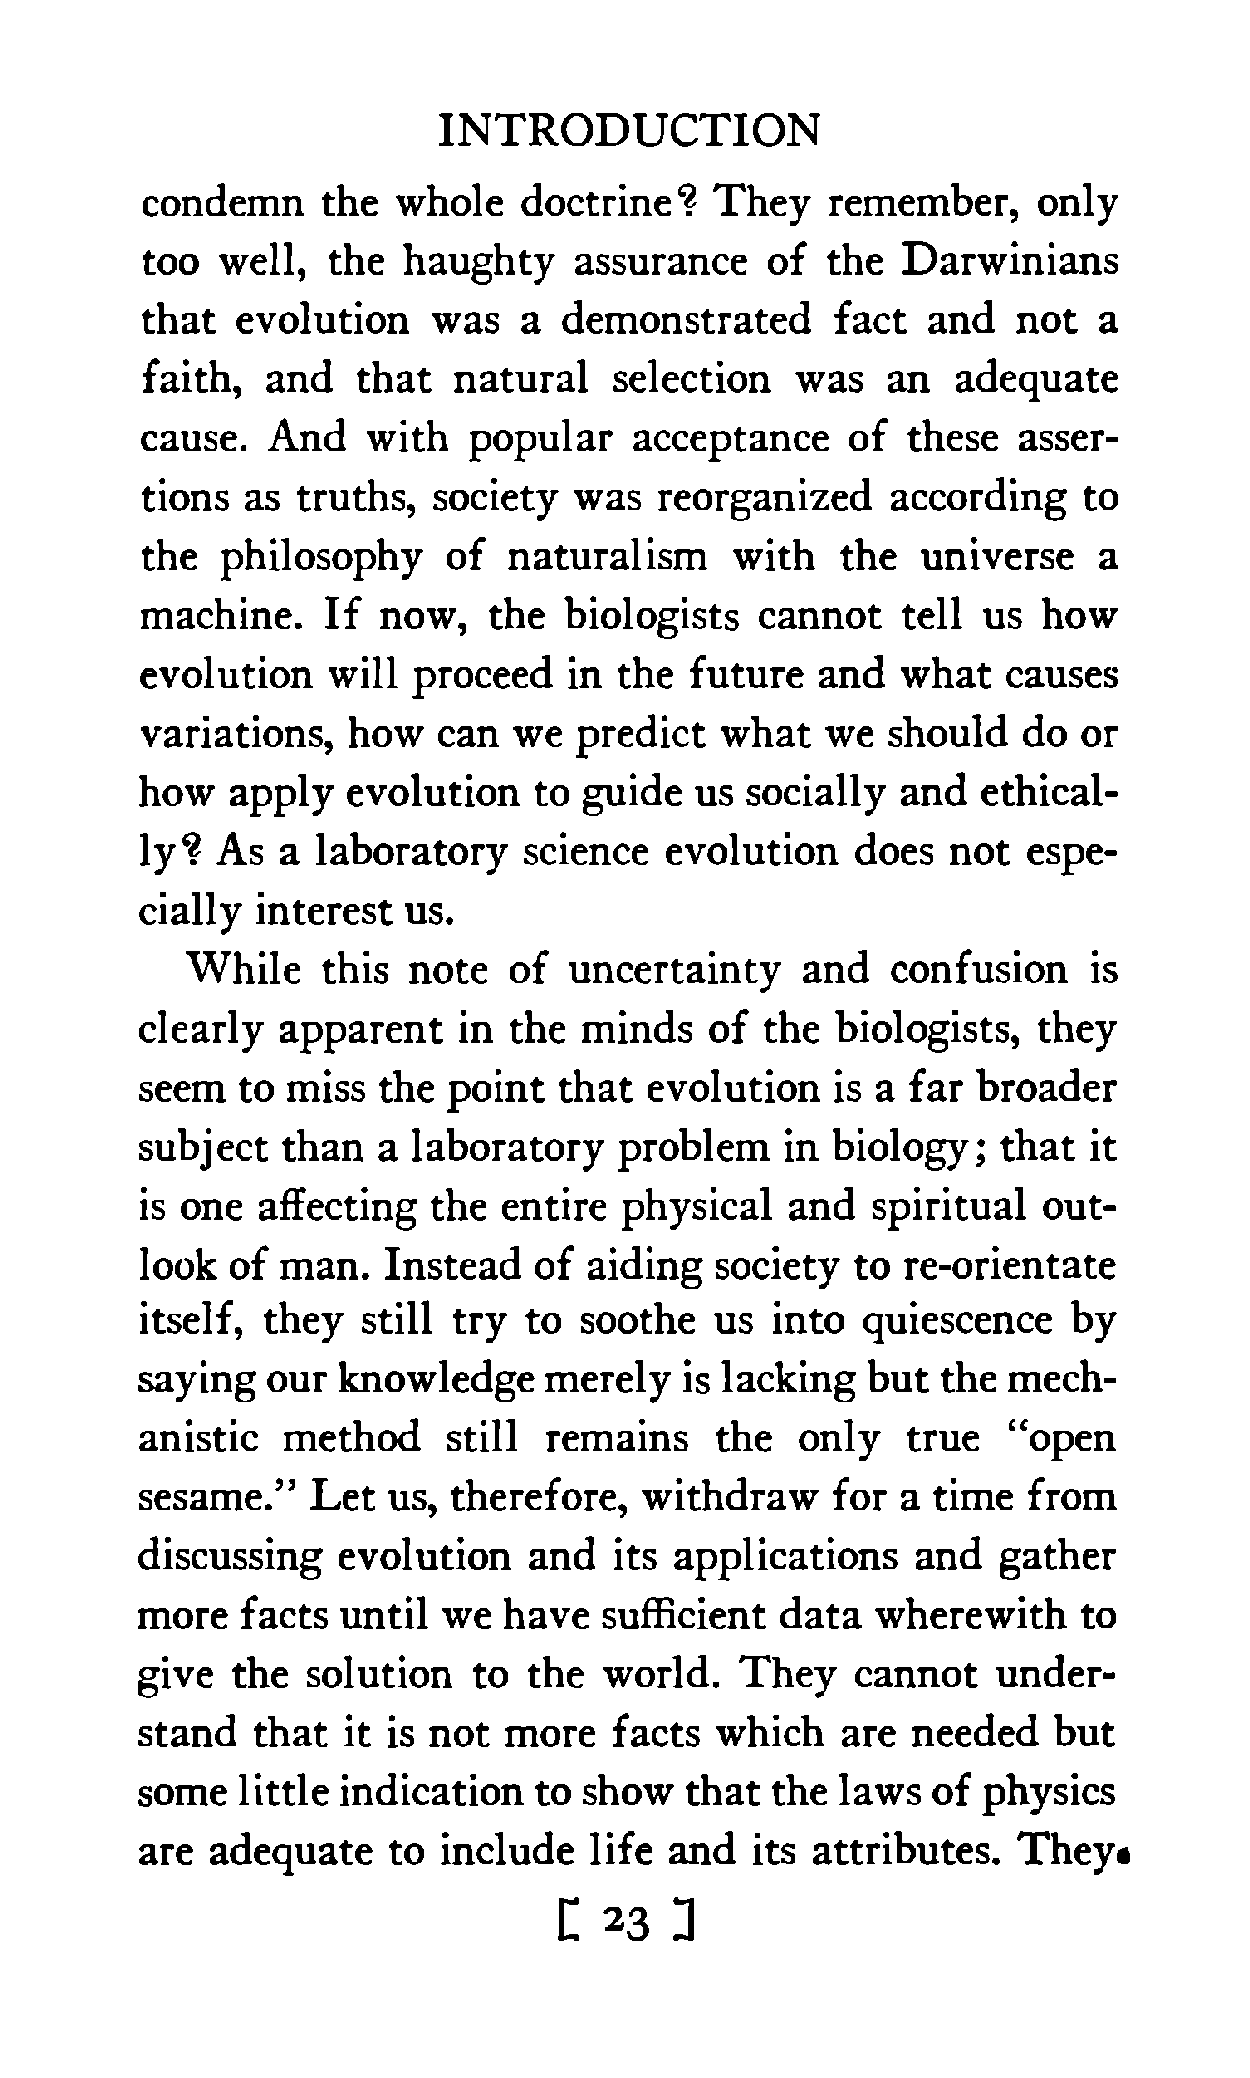 INTRODUCTION
condemn the whole doctrine? They remember, only
too well, the haughty assurance of the Darwinians
that evolution was a demonstrated fact and not a
faith, and that natural selection was an adequate
cause. And with popular acceptance of these asser-
tions as truths, society was reorganized according to
the philosophy of naturalism with the universe a
machine. If now, the biologists cannot tell us how
evolution will proceed in the future and what causes
variations, how can we predict what we should do or
how apply evolution to guide us socially and ethical-
ly? As a laboratory science evolution does not espe-
cially interest us.
While this note of uncertainty and confusion is
clearly apparent in the minds of the biologists, they
seem to miss the point that evolution is a far broader
subject than a laboratory problem in biology; that it
is one affecting the entire physical and spiritual out-
look of man. Instead of aiding society to re-orientate
itself, they still try to soothe us into quiescence by
saying our knowledge merely is lacking but the mech-
anistic method still remains the only true "open
sesame." Let us, therefore, withdraw for a time from
discussing evolution and its applications and gather
more facts until we have sufficient data wherewith to
give the solution to the world. They cannot under-
stand that it is not more facts which are needed but
some little indication to show that the laws of physics
are adequate to include life and its attributes. They
[ 23 ]